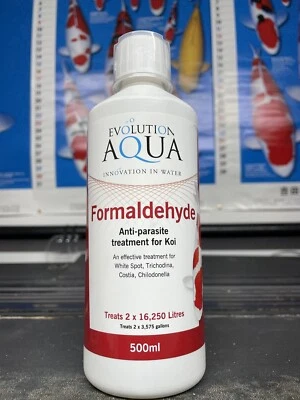 EVOLUTION
AQUA
INNOVATION IN WATER
Formaldehyde
Anti-parasite
treatment for Koi
An effective treatment for
White Spot, Trichodina,
Costia, Chilodonella
Treats 2 x 16,250 Litres
Treats 2 x 3,575 gallons
500ml